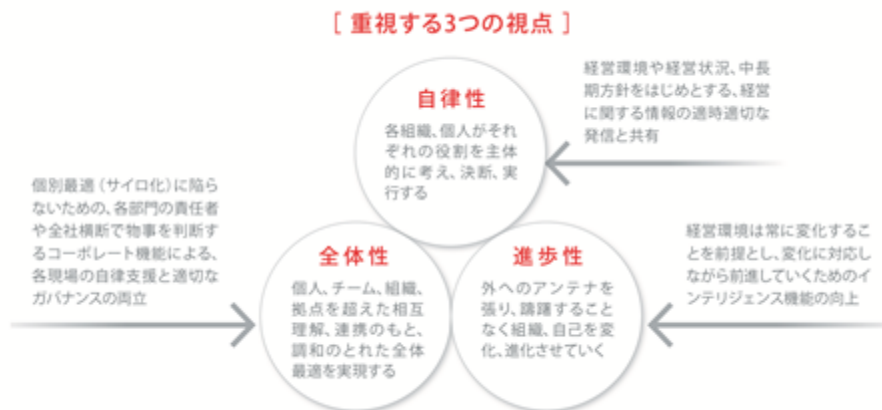 [ 重視する3つの視点 ]
自律性
各組織、個人がそれ
ぞれの役割を主体
的に考え、決断、実
行する
経営環境や経営状況、中長
期方針をはじめとする、経営
に関する情報の適時適切な
発信と共有
個別最適（サイロ化）に陥ら
ないための、各部門の責任者
や全社横断で物事を判断す
るコーポレート機能による、
各現場の自律支援と適切な
ガバナンスの両立
全体性
個人、チーム、組織、
拠点を超えた相互
理解、連携のもと、
調和のとれた全体
最適を実現する
進歩性
外へのアンテナを
張り、躊躇すること
なく組織、自己を変
化、進化させていく
経営環境は常に変化するこ
とを前提とし、変化に対応し
ながら前進していくためのイ
ンテリジェンス機能の向上